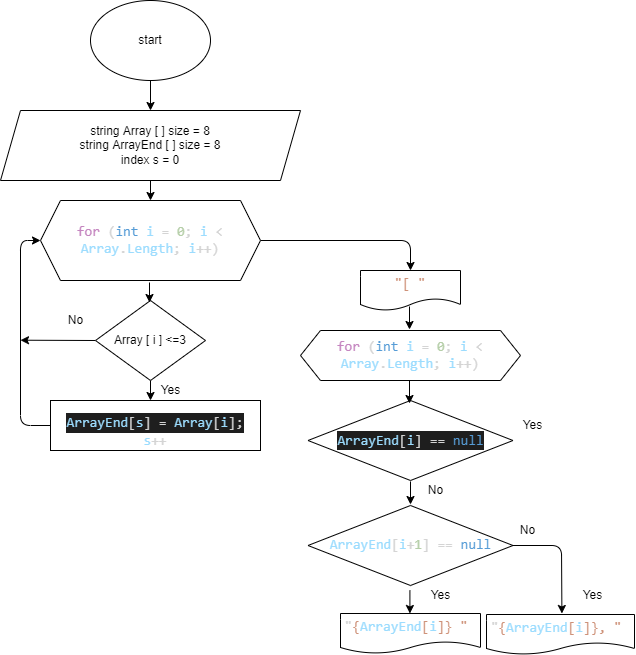 start
string Array [ ] size = 8
string ArrayEnd [ ] size = 8
index s = 0
for (int i = 0; i <
Array.Length; i++)
"[ "
No
Array [ i ] <=3
Yes
ArrayEnd[s] = Array[i];
s++
for (int i = 0; i <
Array.Length; i++)
Yes
ArrayEnd[i] == null
No
No
ArrayEnd[i+1] == null
Yes
Yes
"{ArrayEnd[i]} "
"{ArrayEnd[i]}, "